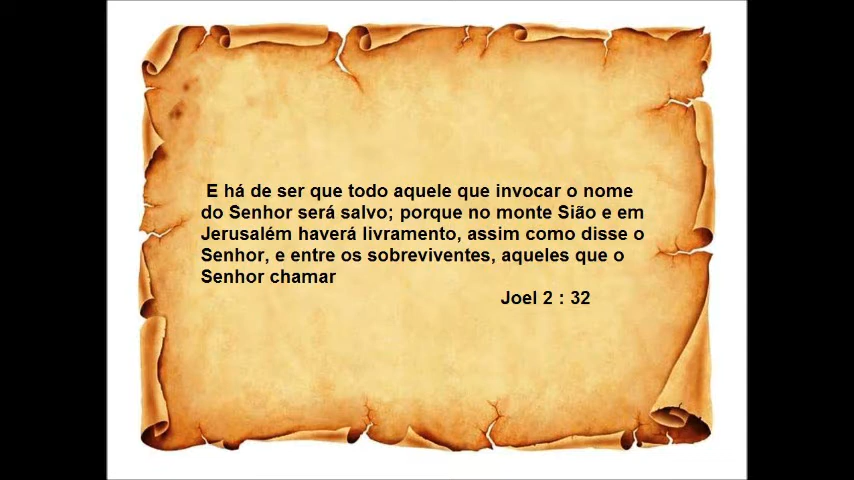 E há de ser que todo aquele que invocar o nome
do Senhor será salvo; porque no monte Sião e em
Jerusalém haverá livramento, assim como disse o
Senhor, e entre os sobreviventes, aqueles que o
Senhor chamar
Joel 2 : 32